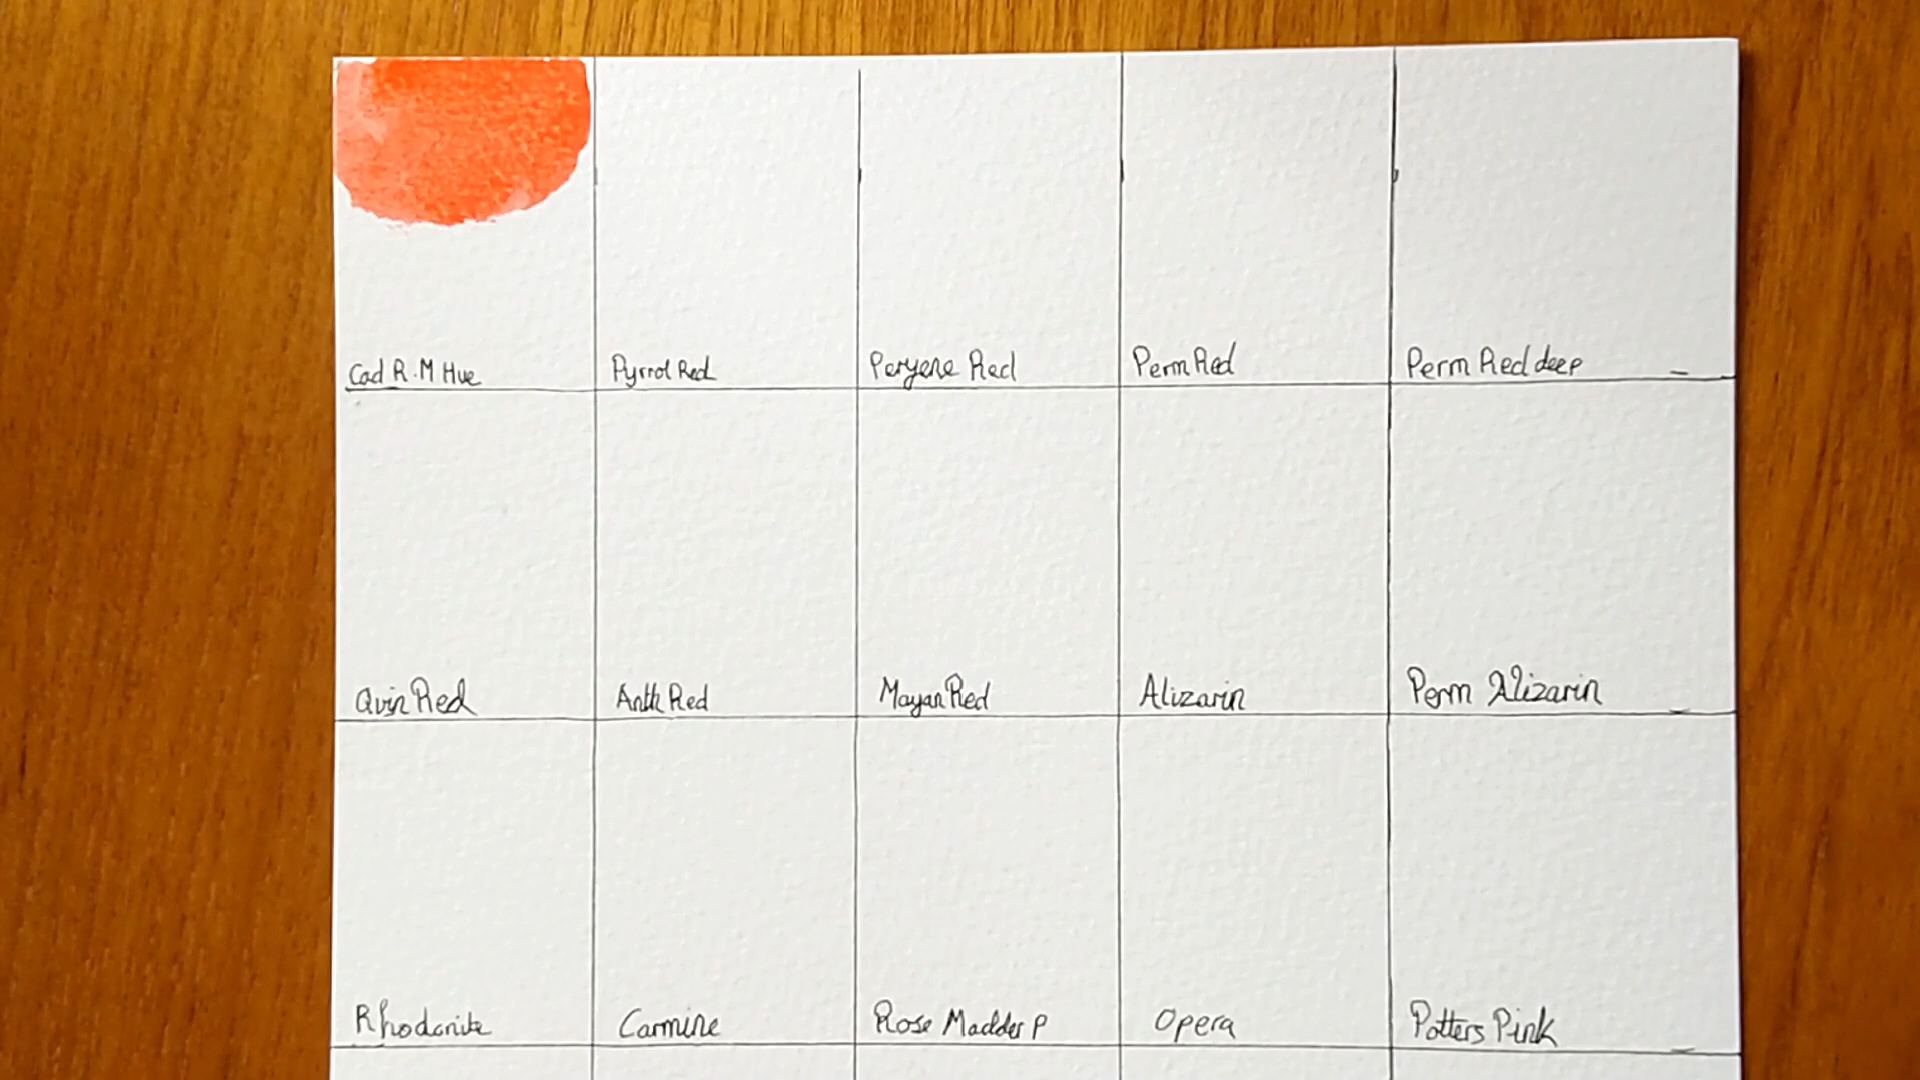 Cad R.M Hue
Pyrrol Red
Peryene Red
Perm Red
Perm Red deep
Quin Red
Anth Red
Mayan Red
Alizarin
Perm Alizarin
Rhodonite
Carmine
Rose Madder P
Opera
Potters Pink